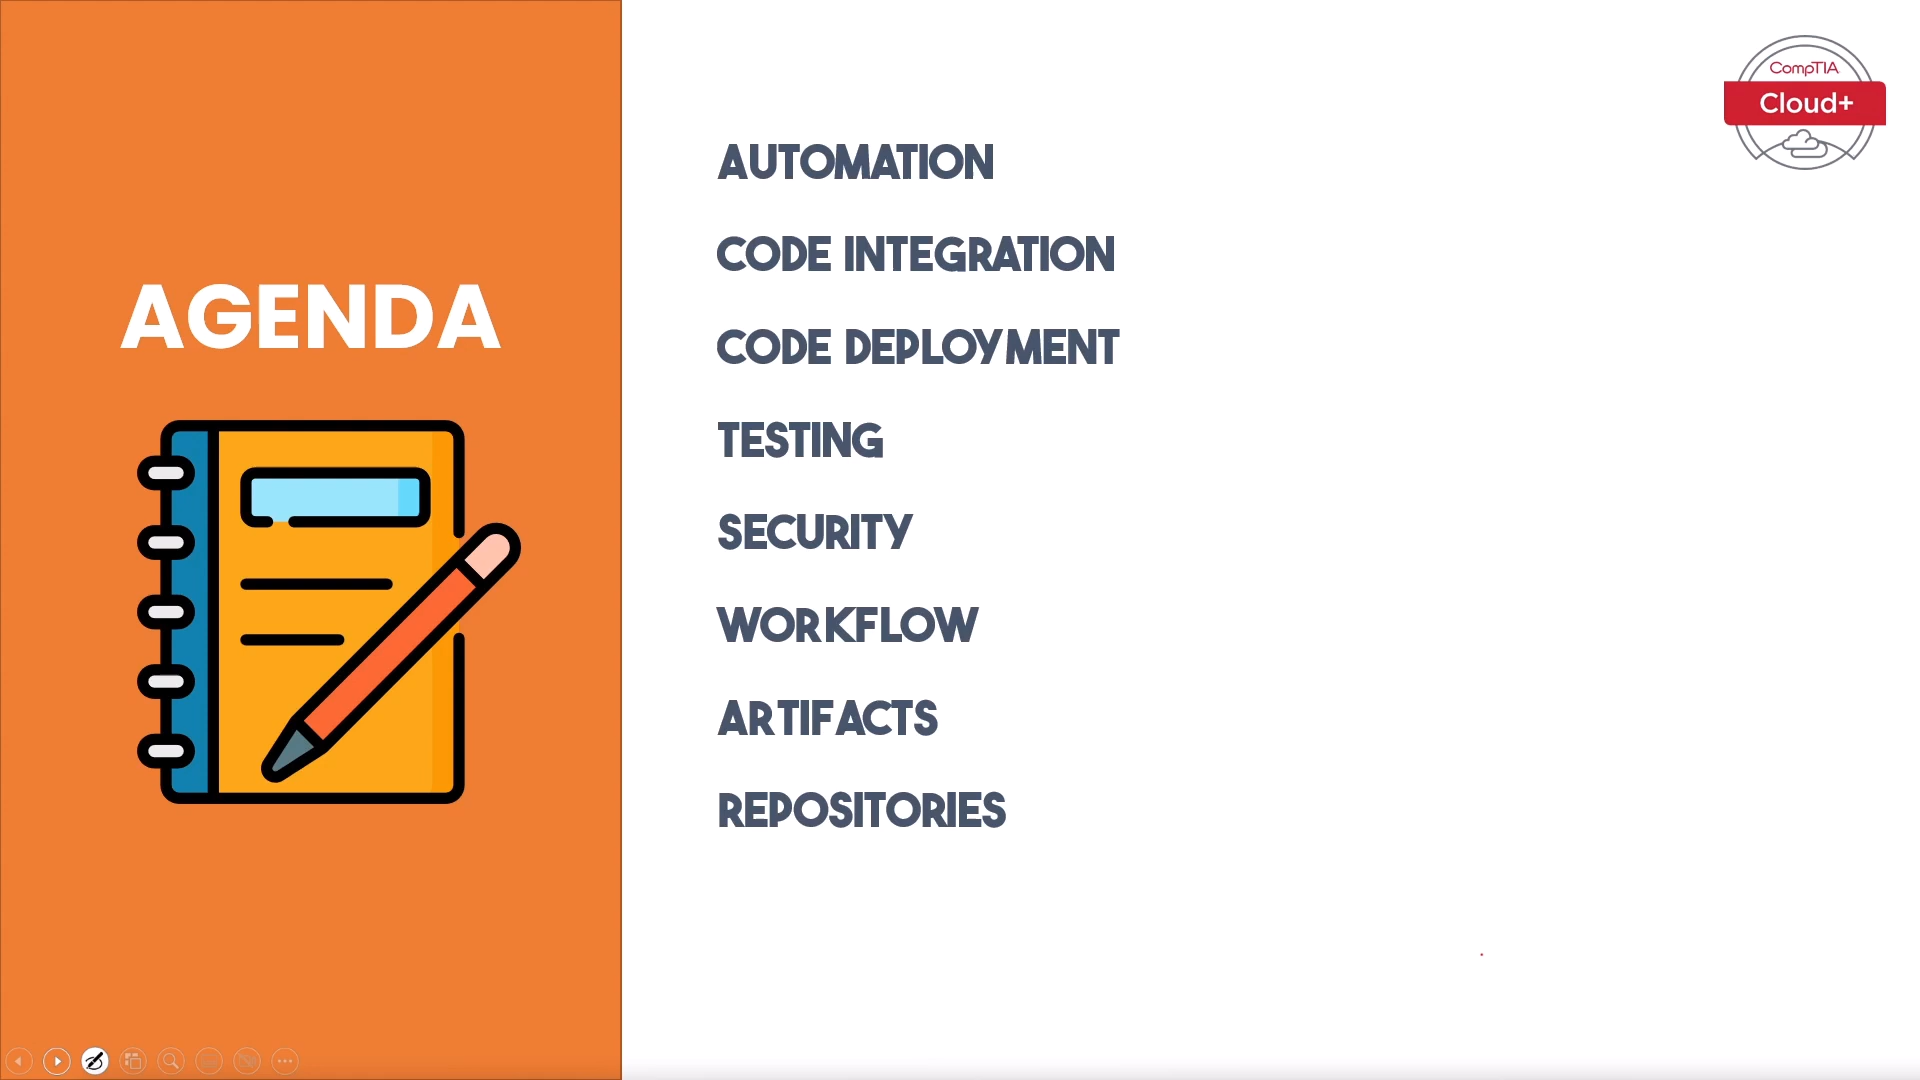 AGENDA
AUTOMATION
CODE INTEGRATION
CODE DEPLOYMENT
TESTING
SECURITY
WORKFLOW
ARTIFACTS
REPOSITORIES
CompTIA
Cloud+